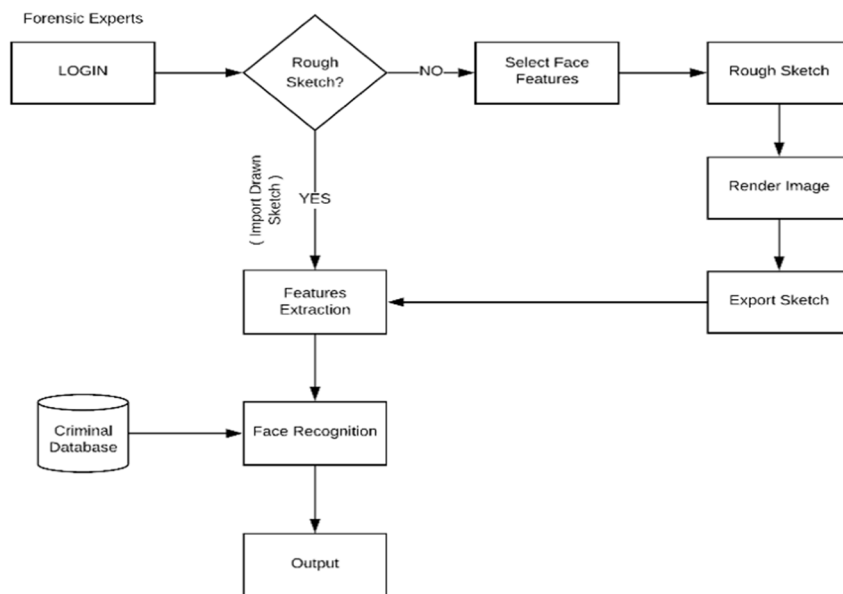 Forensic Experts
LOGIN
Rough
Sketch?
NO
Select Face
Features
Rough Sketch
( Import Drawn
Sketch )
YES
Render Image
Features
Extraction
Export Sketch
Criminal
Database
Face Recognition
Output